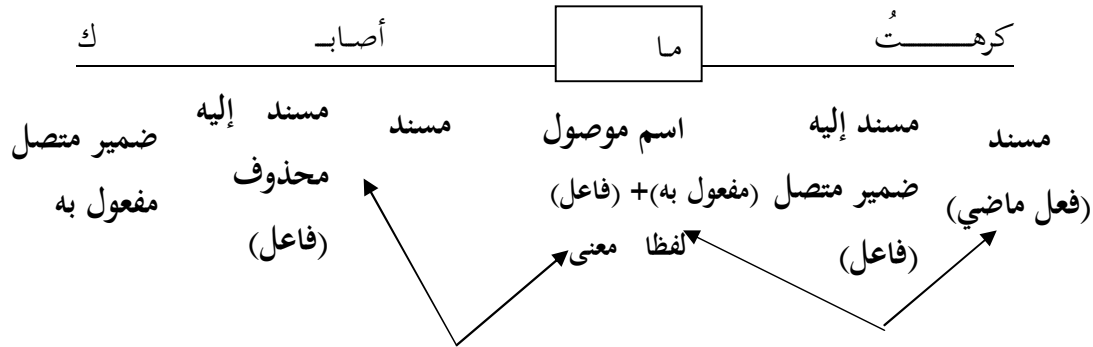 كرهـــــتُ ما أصابـ ك
مسند مسند إليه اسم موصول مسند مسند إليه ضمير متصل
(فعل ماضي) ضمير متصل (مفعول به)+ (فاعل) محذوف مفعول به
(فاعل) لفظا معنى (فاعل)